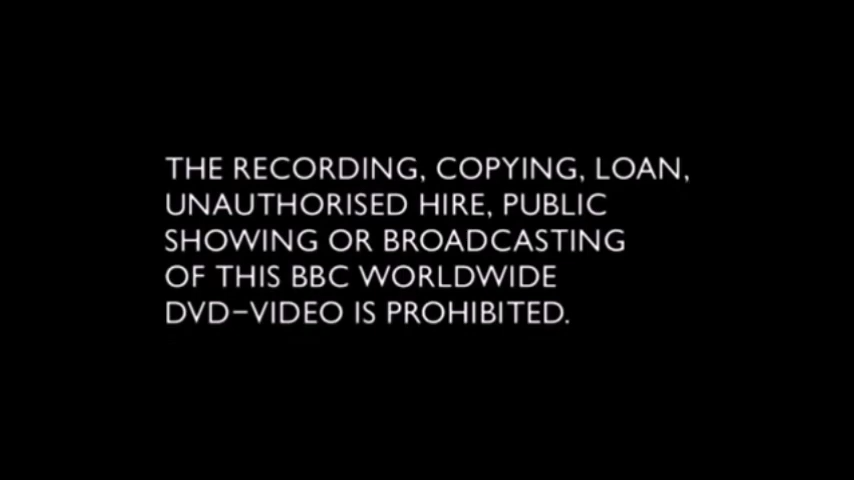 THE RECORDING, COPYING, LOAN,
UNAUTHORISED HIRE, PUBLIC
SHOWING OR BROADCASTING
OF THIS BBC WORLDWIDE
DVD-VIDEO IS PROHIBITED.